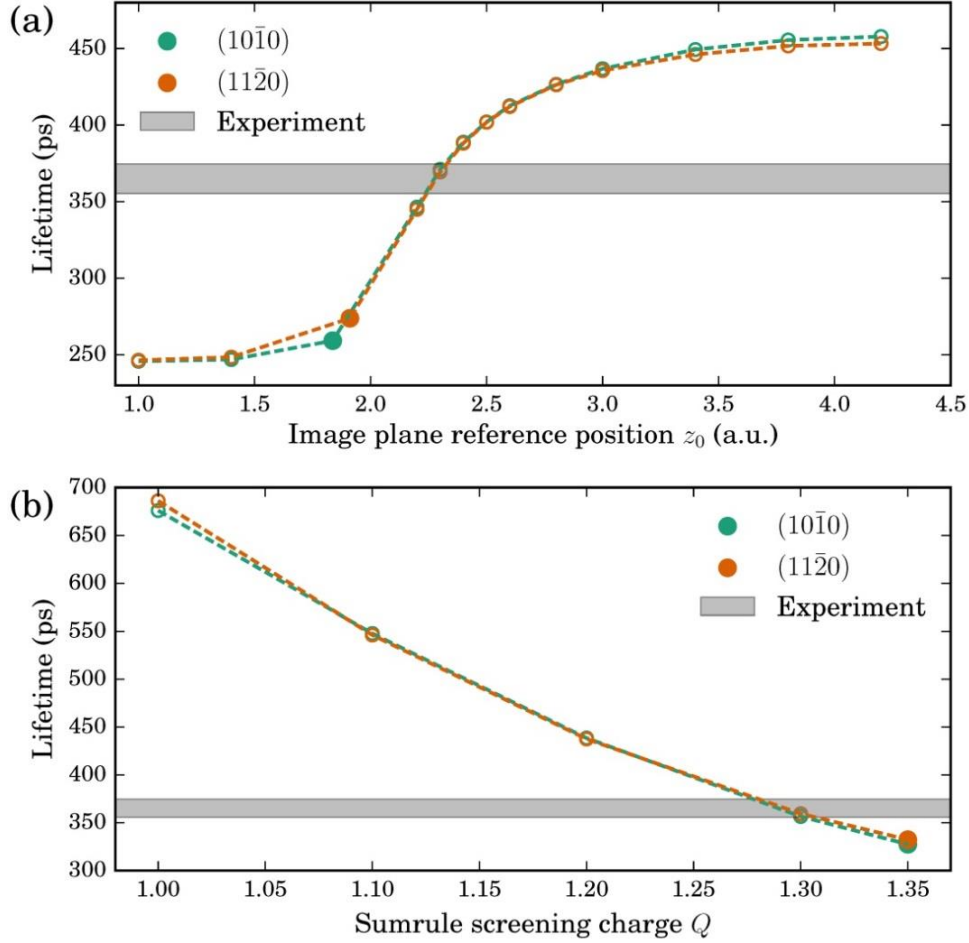 (a)
(101̄0)
(112̄0)
Experiment
Lifetime (ps)
450
400
350
300
250
1.0 1.5 2.0 2.5 3.0 3.5 4.0 4.5
Image plane reference position z₀ (a.u.)
(b)
(101̄0)
(112̄0)
Experiment
Lifetime (ps)
700
650
600
550
500
450
400
350
300
1.00 1.05 1.10 1.15 1.20 1.25 1.30 1.35
Sumrule screening charge Q